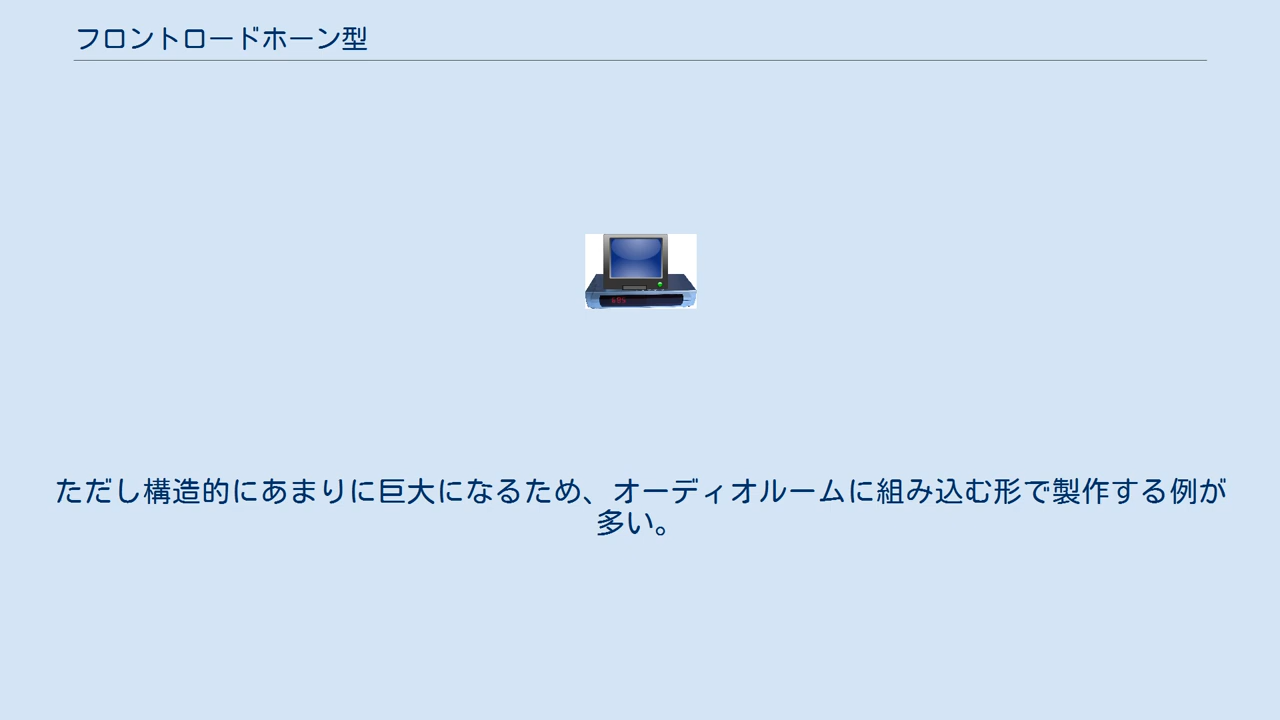 フロントロードホーン型
ただし構造的にあまりに巨大になるため、オーディオルームに組み込む形で製作する例が
多い。